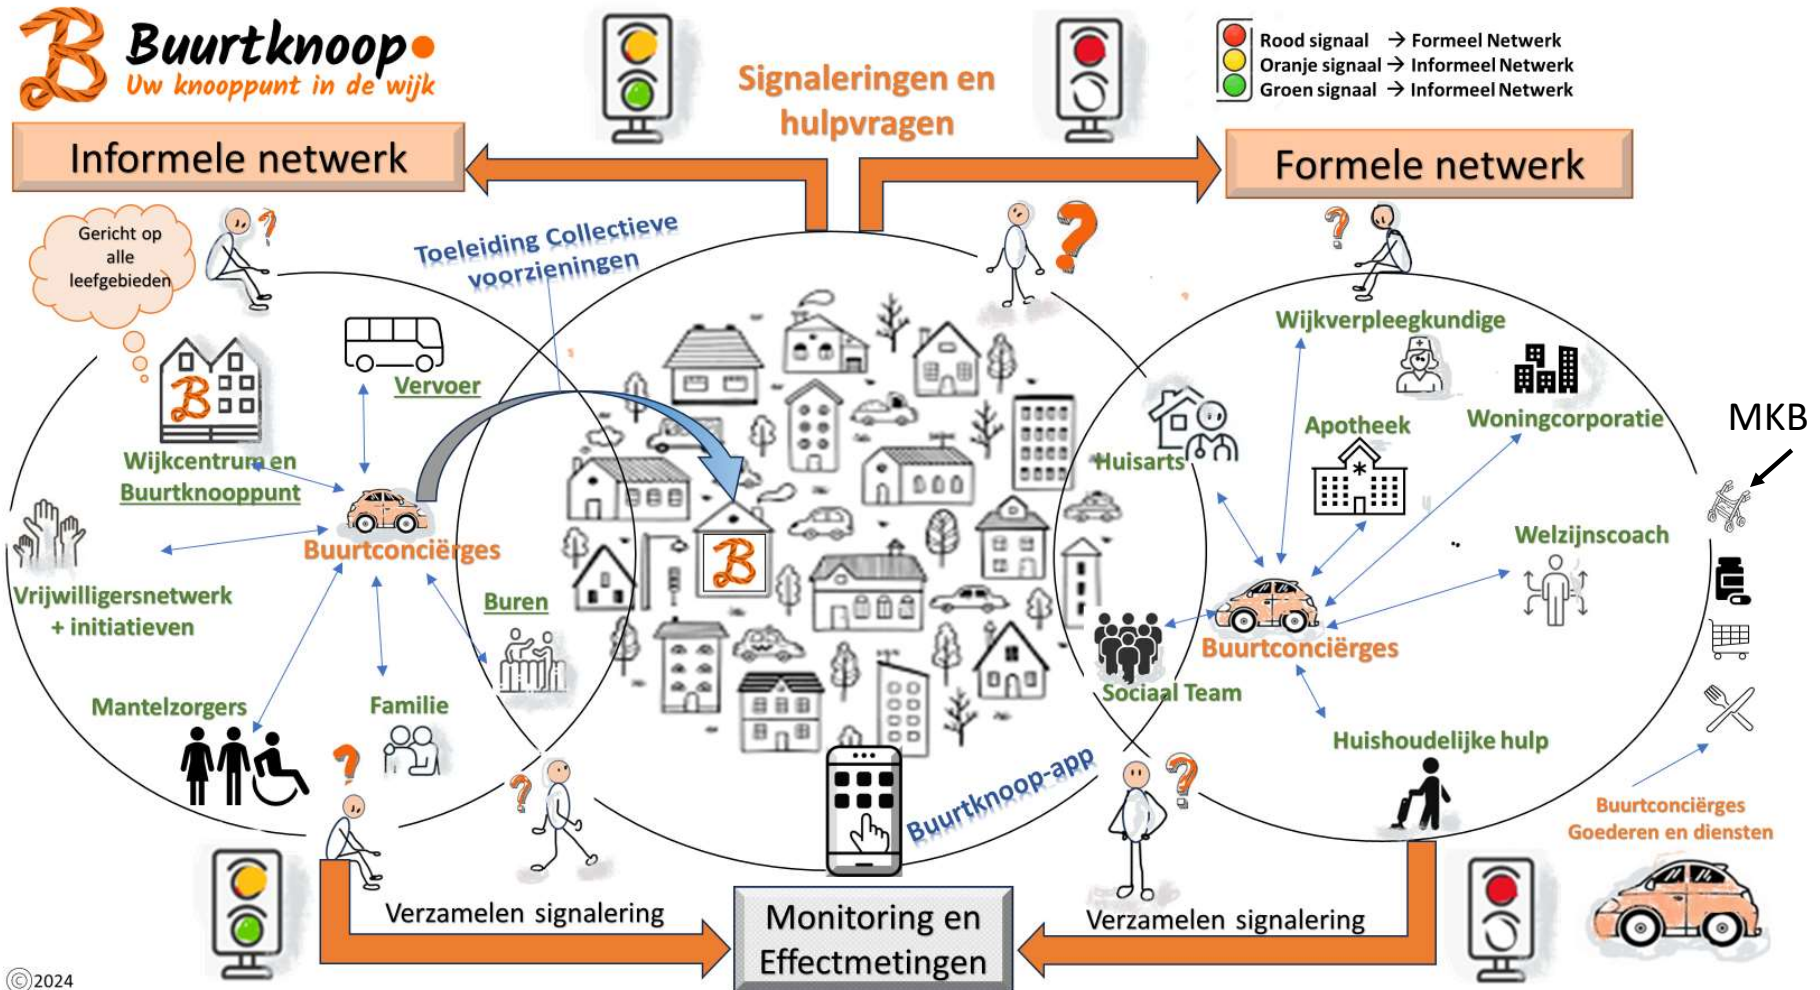 Buurtknoop
Uw knooppunt in de wijk
Signaleringen en
hulpvragen
Rood signaal → Formeel Netwerk
Oranje signaal → Informeel Netwerk
Groen signaal → Informeel Netwerk
Informele netwerk
Formele netwerk
Gericht op
alle
leefgebieden
Toeleiding Collectieve
voorzieningen
Vervoer
Wijkcentrum en
Buurtknooppunt
Buurtconciërges
Vrijwilligersnetwerk
+ initiatieven
Buren
Mantelzorgers
Familie
Wijkverpleegkundige
Apotheek
Woningcorporatie
Huisarts
Welzijnscoach
Buurtconciërges
Sociaal Team
Huishoudelijke hulp
MKB
Buurtconciërges
Goederen en diensten
Buurtknoop-app
Verzamelen signalering
Monitoring en
Effectmetingen
Verzamelen signalering
©2024